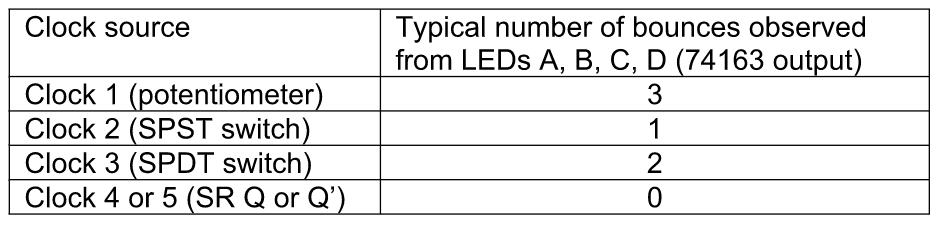 Clock source
Typical number of bounces observed
from LEDs A, B, C, D (74163 output)
Clock 1 (potentiometer) 3
Clock 2 (SPST switch) 1
Clock 3 (SPDT switch) 2
Clock 4 or 5 (SR Q or Q’) 0